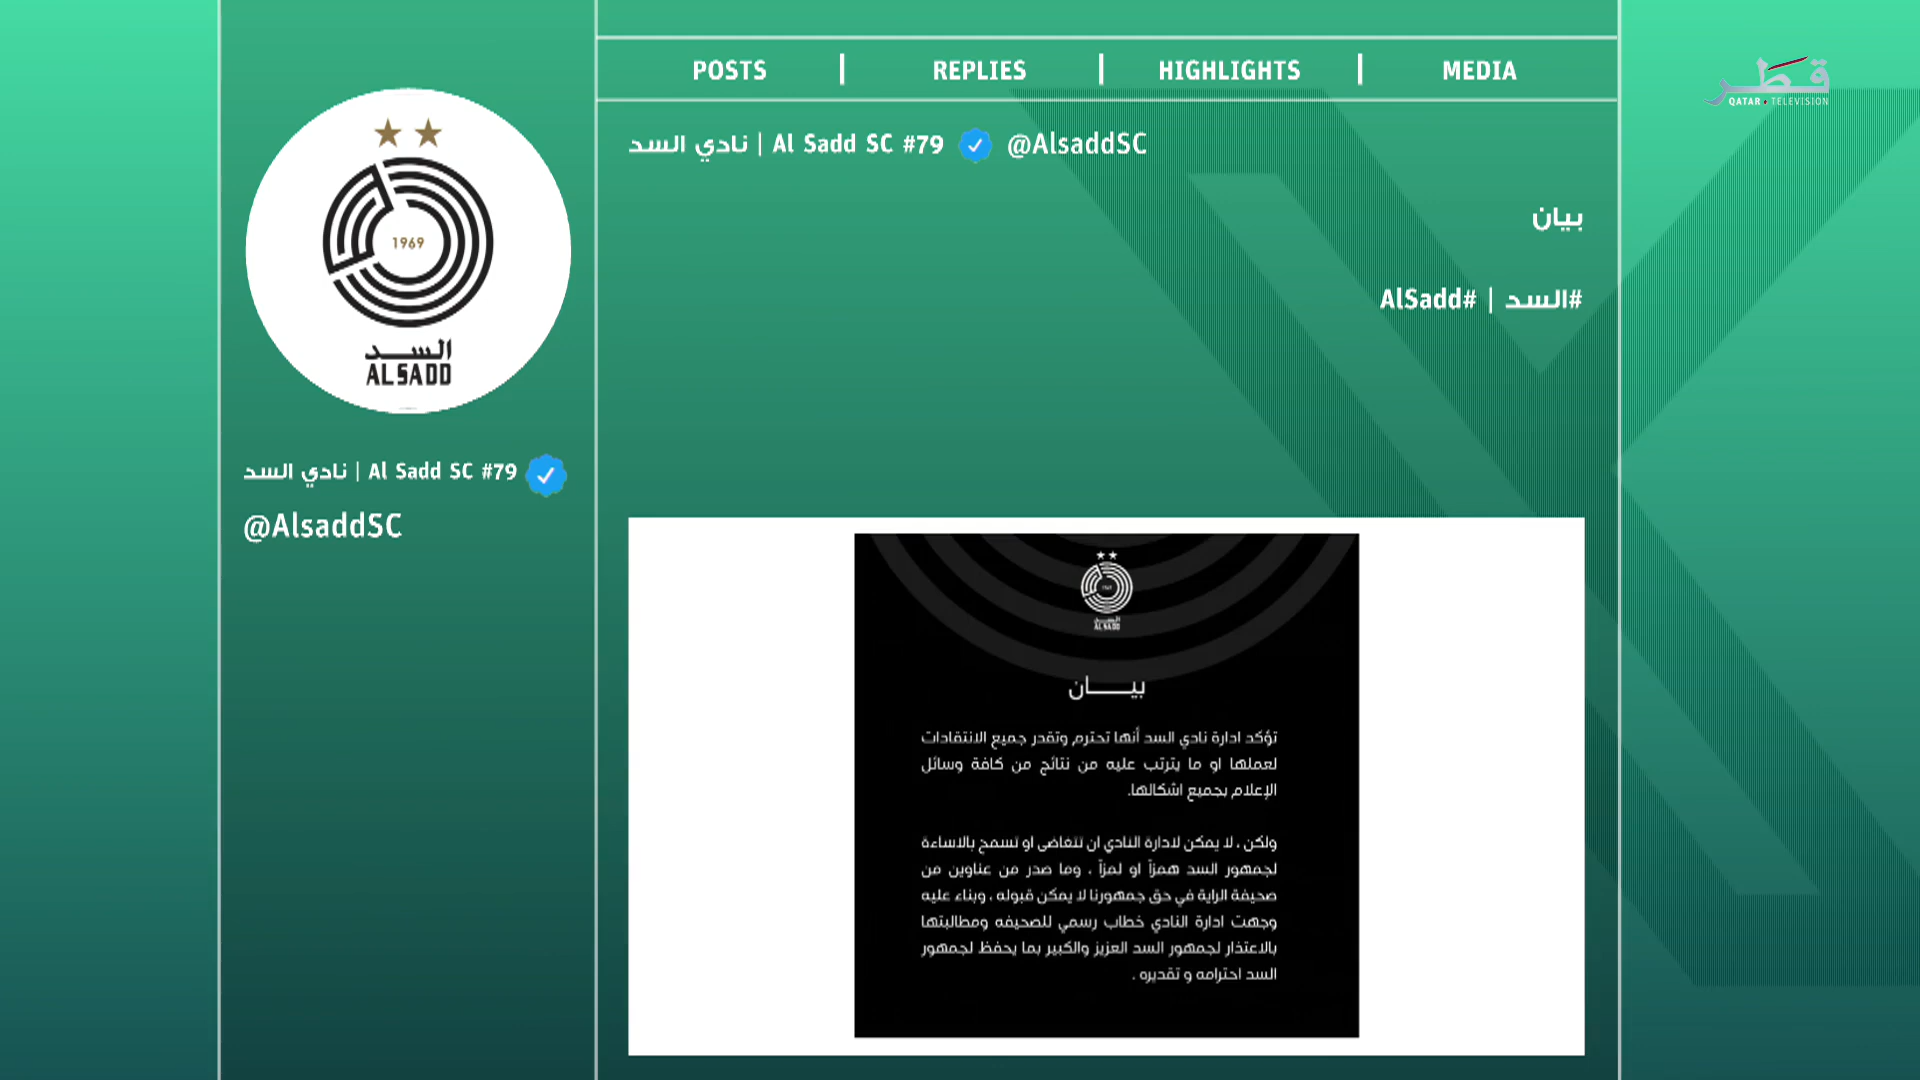 POSTS | REPLIES | HIGHLIGHTS | MEDIA
قطر
QATAR TELEVISION
1969
السد
ALSADD
نادي السد | Al Sadd SC #79
@AlsaddSC
نادي السد | Al Sadd SC #79 @AlsaddSC
بيان
#السد | #AlSadd
السد
ALSADD
بيـــــان
تؤكد ادارة نادي السد أنها تحترم وتقدر جميع الانتقادات
لعملها او ما يترتب عليه من نتائج من كافة وسائل
الإعلام بجميع اشكالها.
ولكن ، لا يمكن لادارة النادي ان تتغاضى او تسمح بالاساءة
لجمهور السد همزاً او لمزاً ، وما صدر من عناوين من
صحيفة الراية في حق جمهورنا لا يمكن قبوله ، وبناء عليه
وجهت ادارة النادي خطاب رسمي للصحيفه ومطالبتها
بالاعتذار لجمهور السد العزيز والكبير بما يحفظ لجمهور
السد احترامه و تقديره .